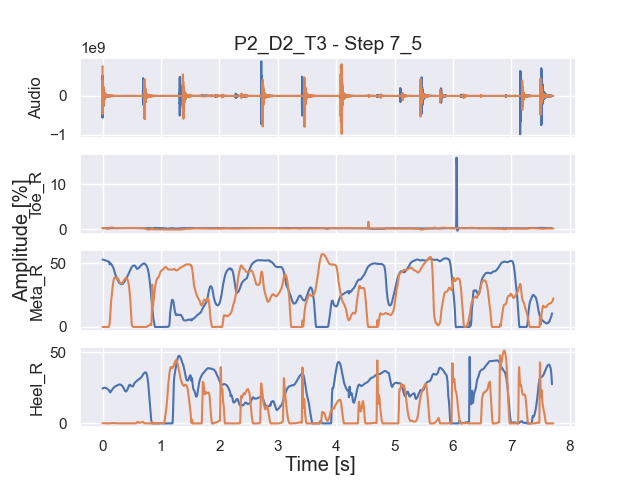 P2_D2_T3 - Step 7_5
1e9
Audio
0
−1
Toe_R
10
0
Amplitude [%]
Meta_R
50
0
Heel_R
50
0
0 1 2 3 4 5 6 7 8
Time [s]